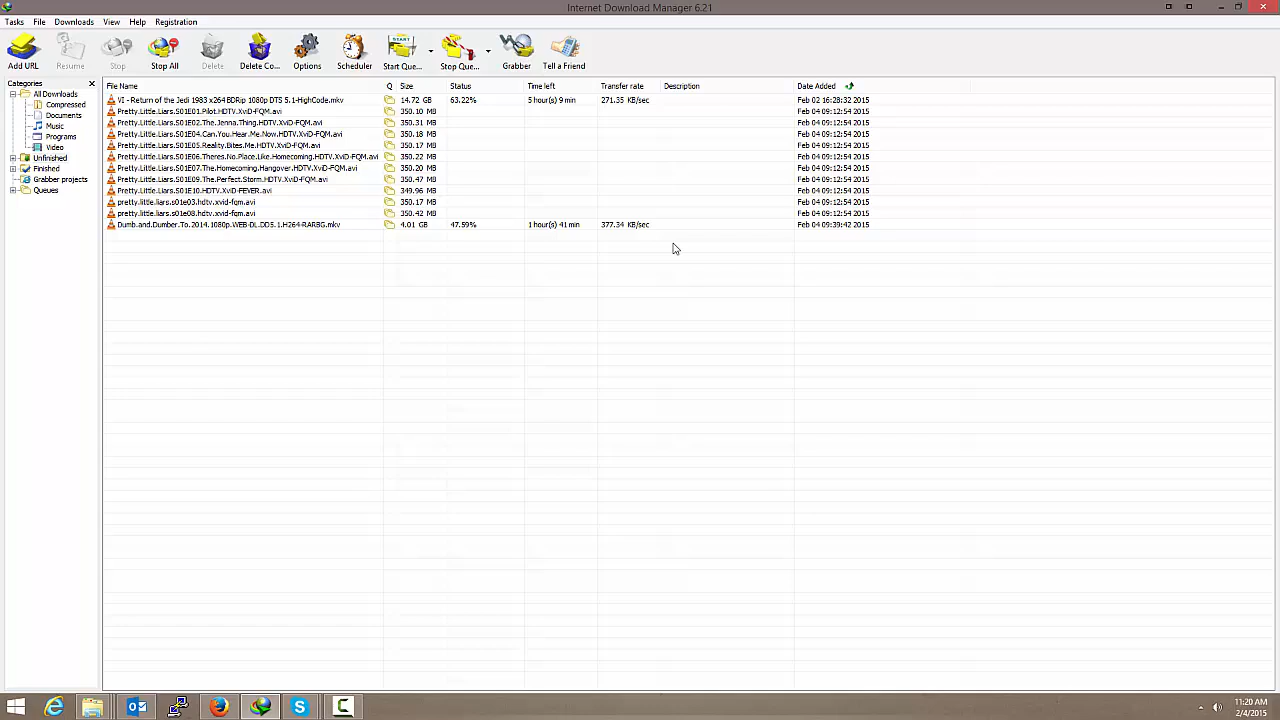 Internet Download Manager 6.21
Tasks File Downloads View Help Registration
Add URL Resume Stop Stop All Delete Delete Co... Options Scheduler Start Que... Stop Que... Grabber Tell a Friend
START
Categories
All Downloads
Compressed
Documents
Music
Programs
Video
Unfinished
Finished
Grabber projects
Queues
File Name Q Size Status Time left Transfer rate Description Date Added
VI - Return of the Jedi 1983 x264 BDRip 1080p DTS 5.1-HighCode.mkv 14.72 GB 63.22% 5 hour(s) 9 min 271.35 KB/sec Feb 02 16:28:32 2015
Pretty.Little.Liars.S01E01.Pilot.HDTV.XviD-FQM.avi 350.10 MB Feb 04 09:12:54 2015
Pretty.Little.Liars.S01E02.The.Jenna.Thing.HDTV.XviD-FQM.avi 350.31 MB Feb 04 09:12:54 2015
Pretty.Little.Liars.S01E04.Can.You.Hear.Me.Now.HDTV.XviD-FQM.avi 350.18 MB Feb 04 09:12:54 2015
Pretty.Little.Liars.S01E05.Reality.Bites.Me.HDTV.XviD-FQM.avi 350.17 MB Feb 04 09:12:54 2015
Pretty.Little.Liars.S01E06.Theres.No.Place.Like.Homecoming.HDTV.XviD-FQM.avi 350.22 MB Feb 04 09:12:54 2015
Pretty.Little.Liars.S01E07.The.Homecoming.Hangover.HDTV.XviD-FQM.avi 350.20 MB Feb 04 09:12:54 2015
Pretty.Little.Liars.S01E09.The.Perfect.Storm.HDTV.XviD-FQM.avi 350.47 MB Feb 04 09:12:54 2015
Pretty.Little.Liars.S01E10.HDTV.XviD-FEVER.avi 349.96 MB Feb 04 09:12:54 2015
pretty.little.liars.s01e03.hdtv.xvid-fqm.avi 350.17 MB Feb 04 09:12:54 2015
pretty.little.liars.s01e08.hdtv.xvid-fqm.avi 350.42 MB Feb 04 09:12:54 2015
Dumb.and.Dumber.To.2014.1080p.WEB-DL.DD5.1.H264-RARBG.mkv 4.01 GB 47.59% 1 hour(s) 41 min 377.34 KB/sec Feb 04 09:39:42 2015
11:20 AM
2/4/2015